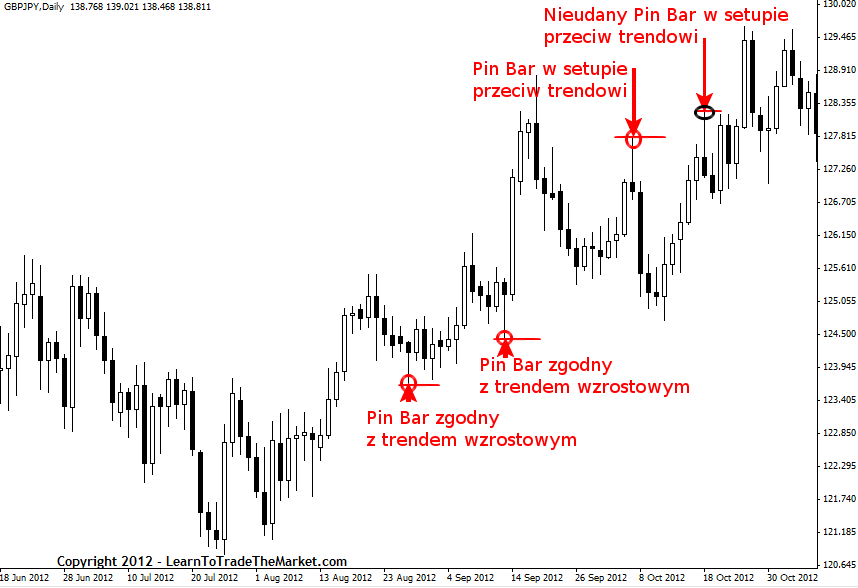 GBPJPY,Daily 138.768 139.021 138.468 138.811
Nieudany Pin Bar w setupie
przeciw trendowi
Pin Bar w setupie
przeciw trendowi
Pin Bar zgodny
z trendem wzrostowym
Pin Bar zgodny
z trendem wzrostowym
Copyright 2012 - LearnToTradeTheMarket.com
130.020
129.465
128.910
128.355
127.815
127.260
126.705
126.150
125.610
125.055
124.500
123.945
123.405
122.850
122.295
121.740
121.185
120.645
18 Jun 2012 28 Jun 2012 10 Jul 2012 20 Jul 2012 1 Aug 2012 13 Aug 2012 23 Aug 2012 4 Sep 2012 14 Sep 2012 26 Sep 2012 8 Oct 2012 18 Oct 2012 30 Oct 2012